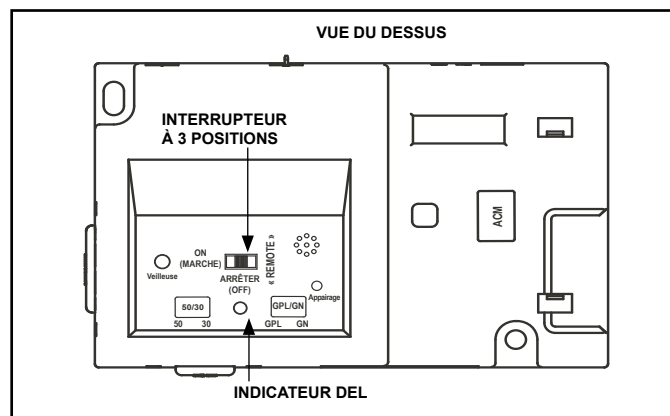 VUE DU DESSUS
INTERRUPTEUR
À 3 POSITIONS
ACM
ON
(MARCHE)
« REMOTE »
Veilleuse
ARRÊTER
(OFF)
Appairage
50/30
GPL/GN
50 30
GPL GN
INDICATEUR DEL